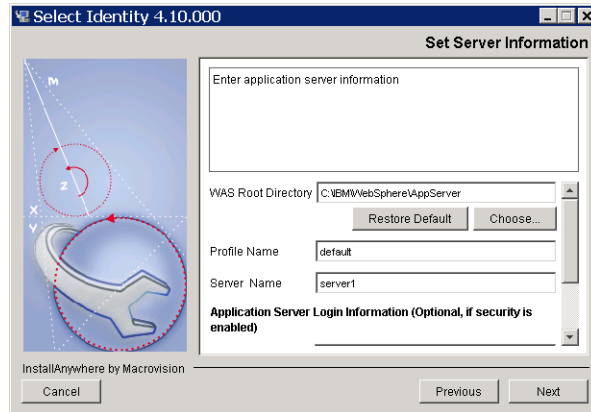 Select Identity 4.10.000
Set Server Information
M
Z
X
Y
Enter application server information
WAS Root Directory C:\IBM\WebSphere\AppServer
Restore Default Choose...
Profile Name default
Server Name server1
Application Server Login Information (Optional, if security is
enabled)
InstallAnywhere by Macrovision
Cancel Previous Next